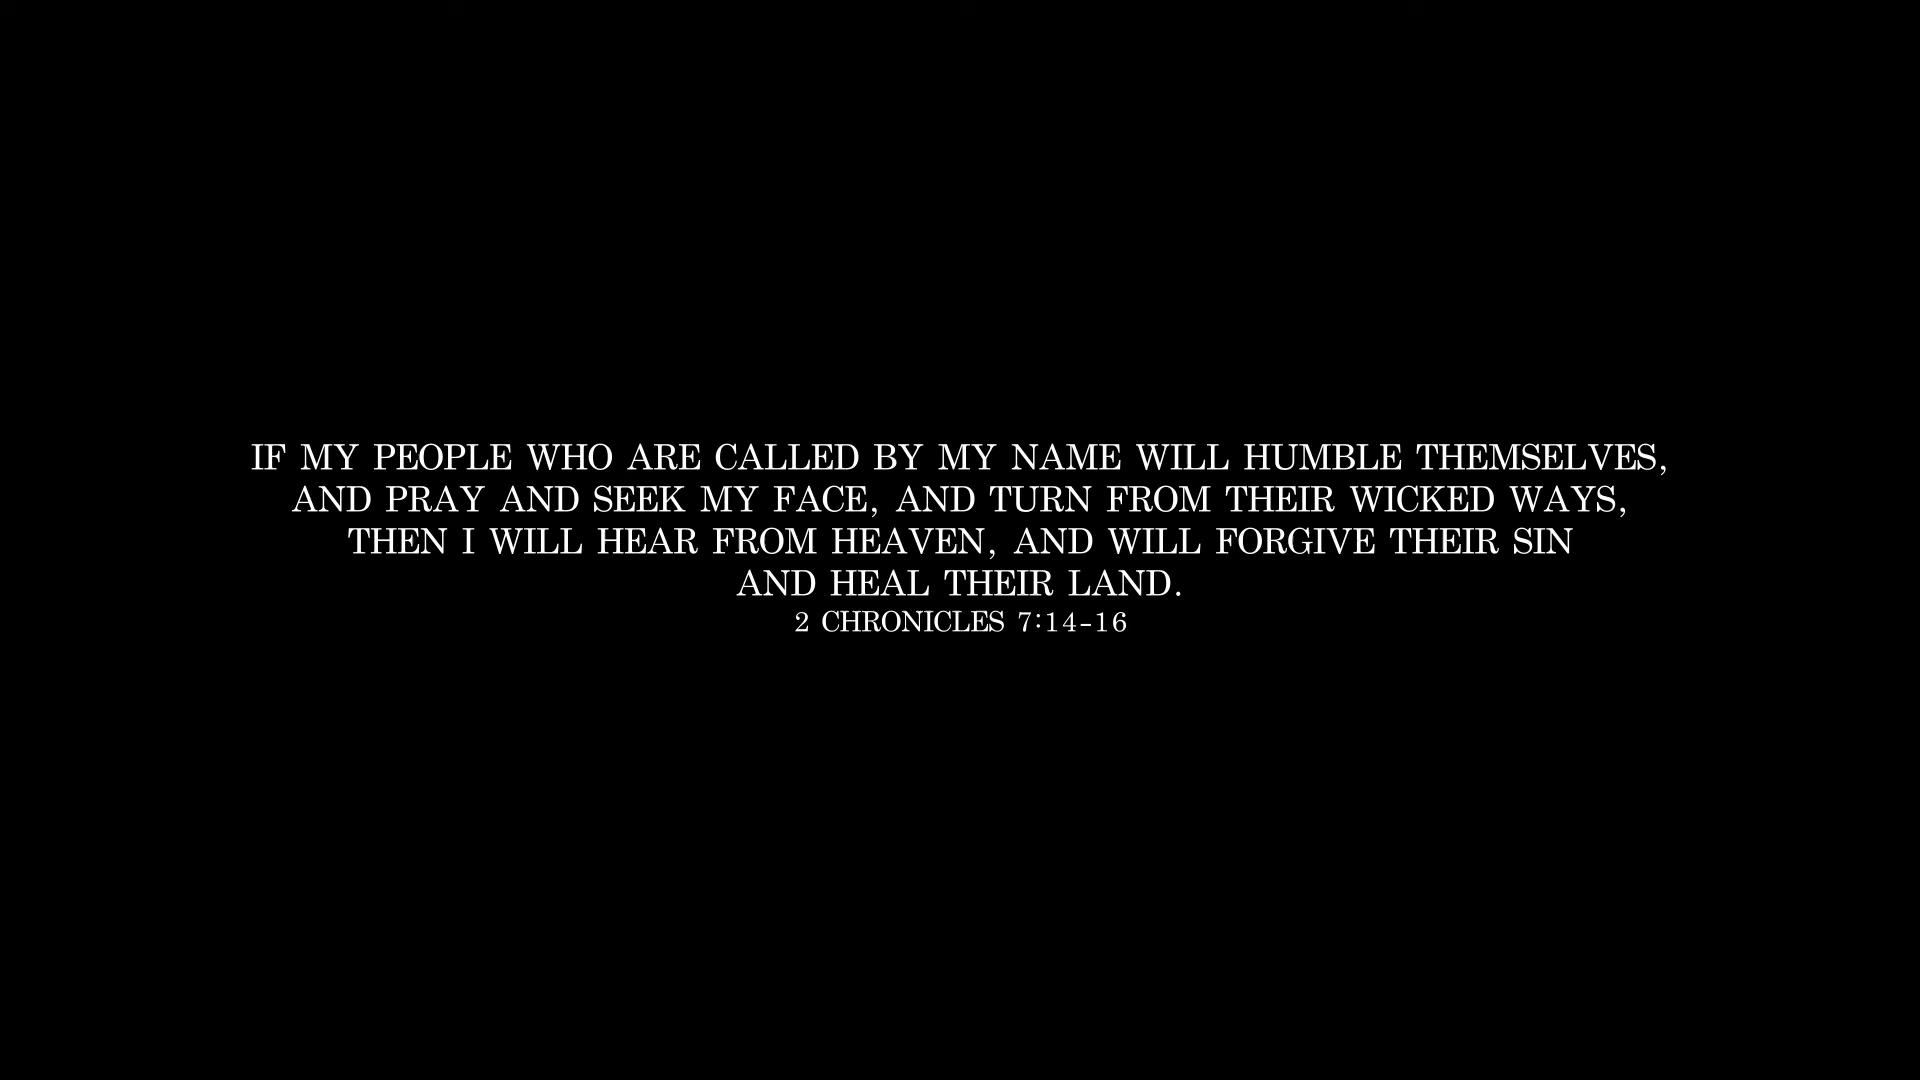 IF MY PEOPLE WHO ARE CALLED BY MY NAME WILL HUMBLE THEMSELVES,
AND PRAY AND SEEK MY FACE, AND TURN FROM THEIR WICKED WAYS,
THEN I WILL HEAR FROM HEAVEN, AND WILL FORGIVE THEIR SIN
AND HEAL THEIR LAND.
2 CHRONICLES 7:14-16